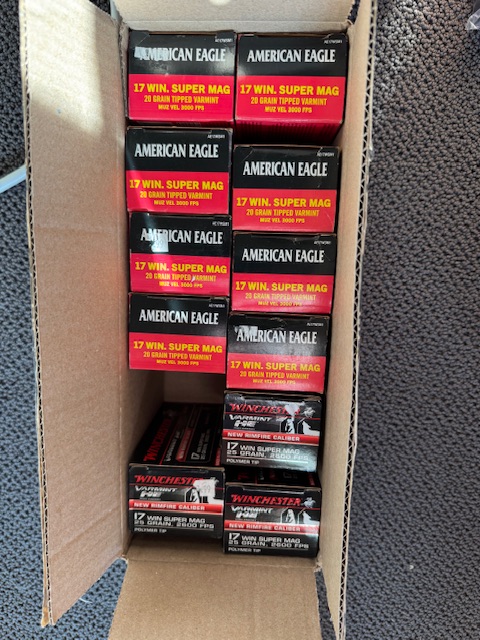 AMERICAN EAGLE
17 WIN. SUPER MAG
20 GRAIN TIPPED VARMINT
MUZ VEL 3000 FPS
AMERICAN EAGLE
17 WIN. SUPER MAG
20 GRAIN TIPPED VARMINT
MUZ VEL 3000 FPS
AMERICAN EAGLE
17 WIN. SUPER MAG
20 GRAIN TIPPED VARMINT
MUZ VEL 3000 FPS
AMERICAN EAGLE
17 WIN. SUPER MAG
20 GRAIN TIPPED VARMINT
MUZ VEL 3000 FPS
AMERICAN EAGLE
17 WIN. SUPER MAG
20 GRAIN TIPPED VARMINT
MUZ VEL 3000 FPS
AMERICAN EAGLE
17 WIN. SUPER MAG
20 GRAIN TIPPED VARMINT
MUZ VEL 3000 FPS
AMERICAN EAGLE
17 WIN. SUPER MAG
20 GRAIN TIPPED VARMINT
MUZ VEL 3000 FPS
AMERICAN EAGLE
17 WIN. SUPER MAG
20 GRAIN TIPPED VARMINT
MUZ VEL 3000 FPS
WINCHESTER
VARMINT
HE
NEW RIMFIRE CALIBER
17 WIN SUPER MAG
25 GRAIN, 2600 FPS
POLYMER TIP
WINCHESTER
VARMINT
HE
NEW RIMFIRE CALIBER
17 WIN SUPER MAG
25 GRAIN, 2600 FPS
POLYMER TIP
WINCHESTER
VARMINT
HE
NEW RIMFIRE CALIBER
17 WIN SUPER MAG
25 GRAIN, 2600 FPS
POLYMER TIP